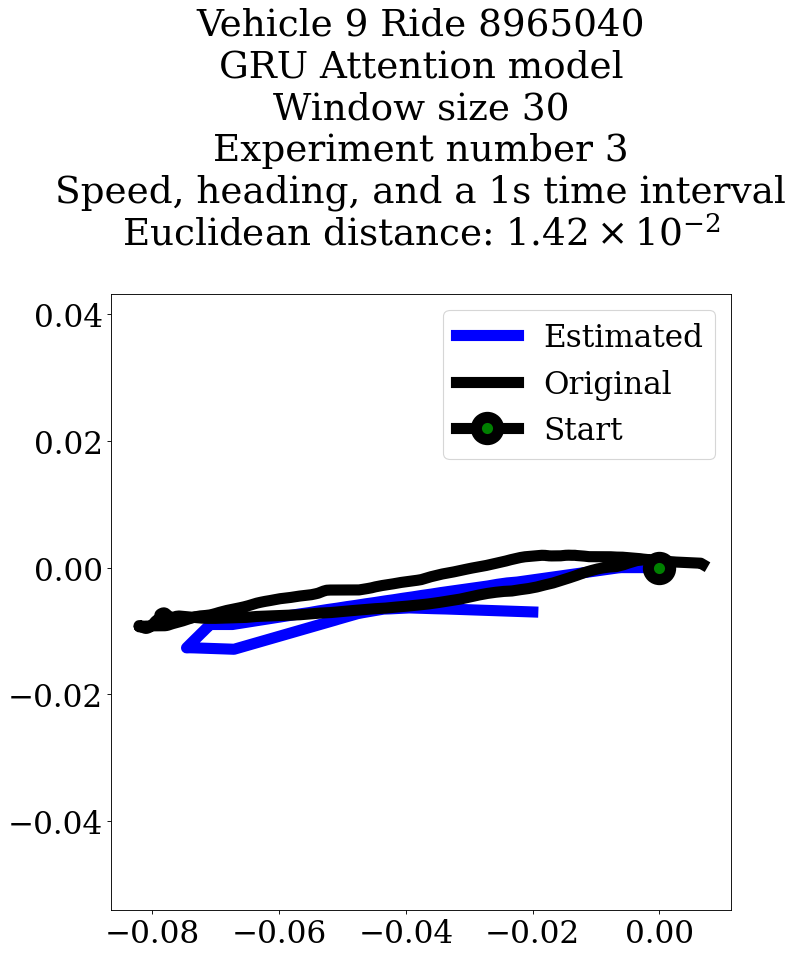 Vehicle 9 Ride 8965040
GRU Attention model
Window size 30
Experiment number 3
Speed, heading, and a 1s time interval
Euclidean distance: 1.42 × 10⁻²
Estimated
Original
Start
0.04
0.02
0.00
−0.02
−0.04
−0.08 −0.06 −0.04 −0.02 0.00